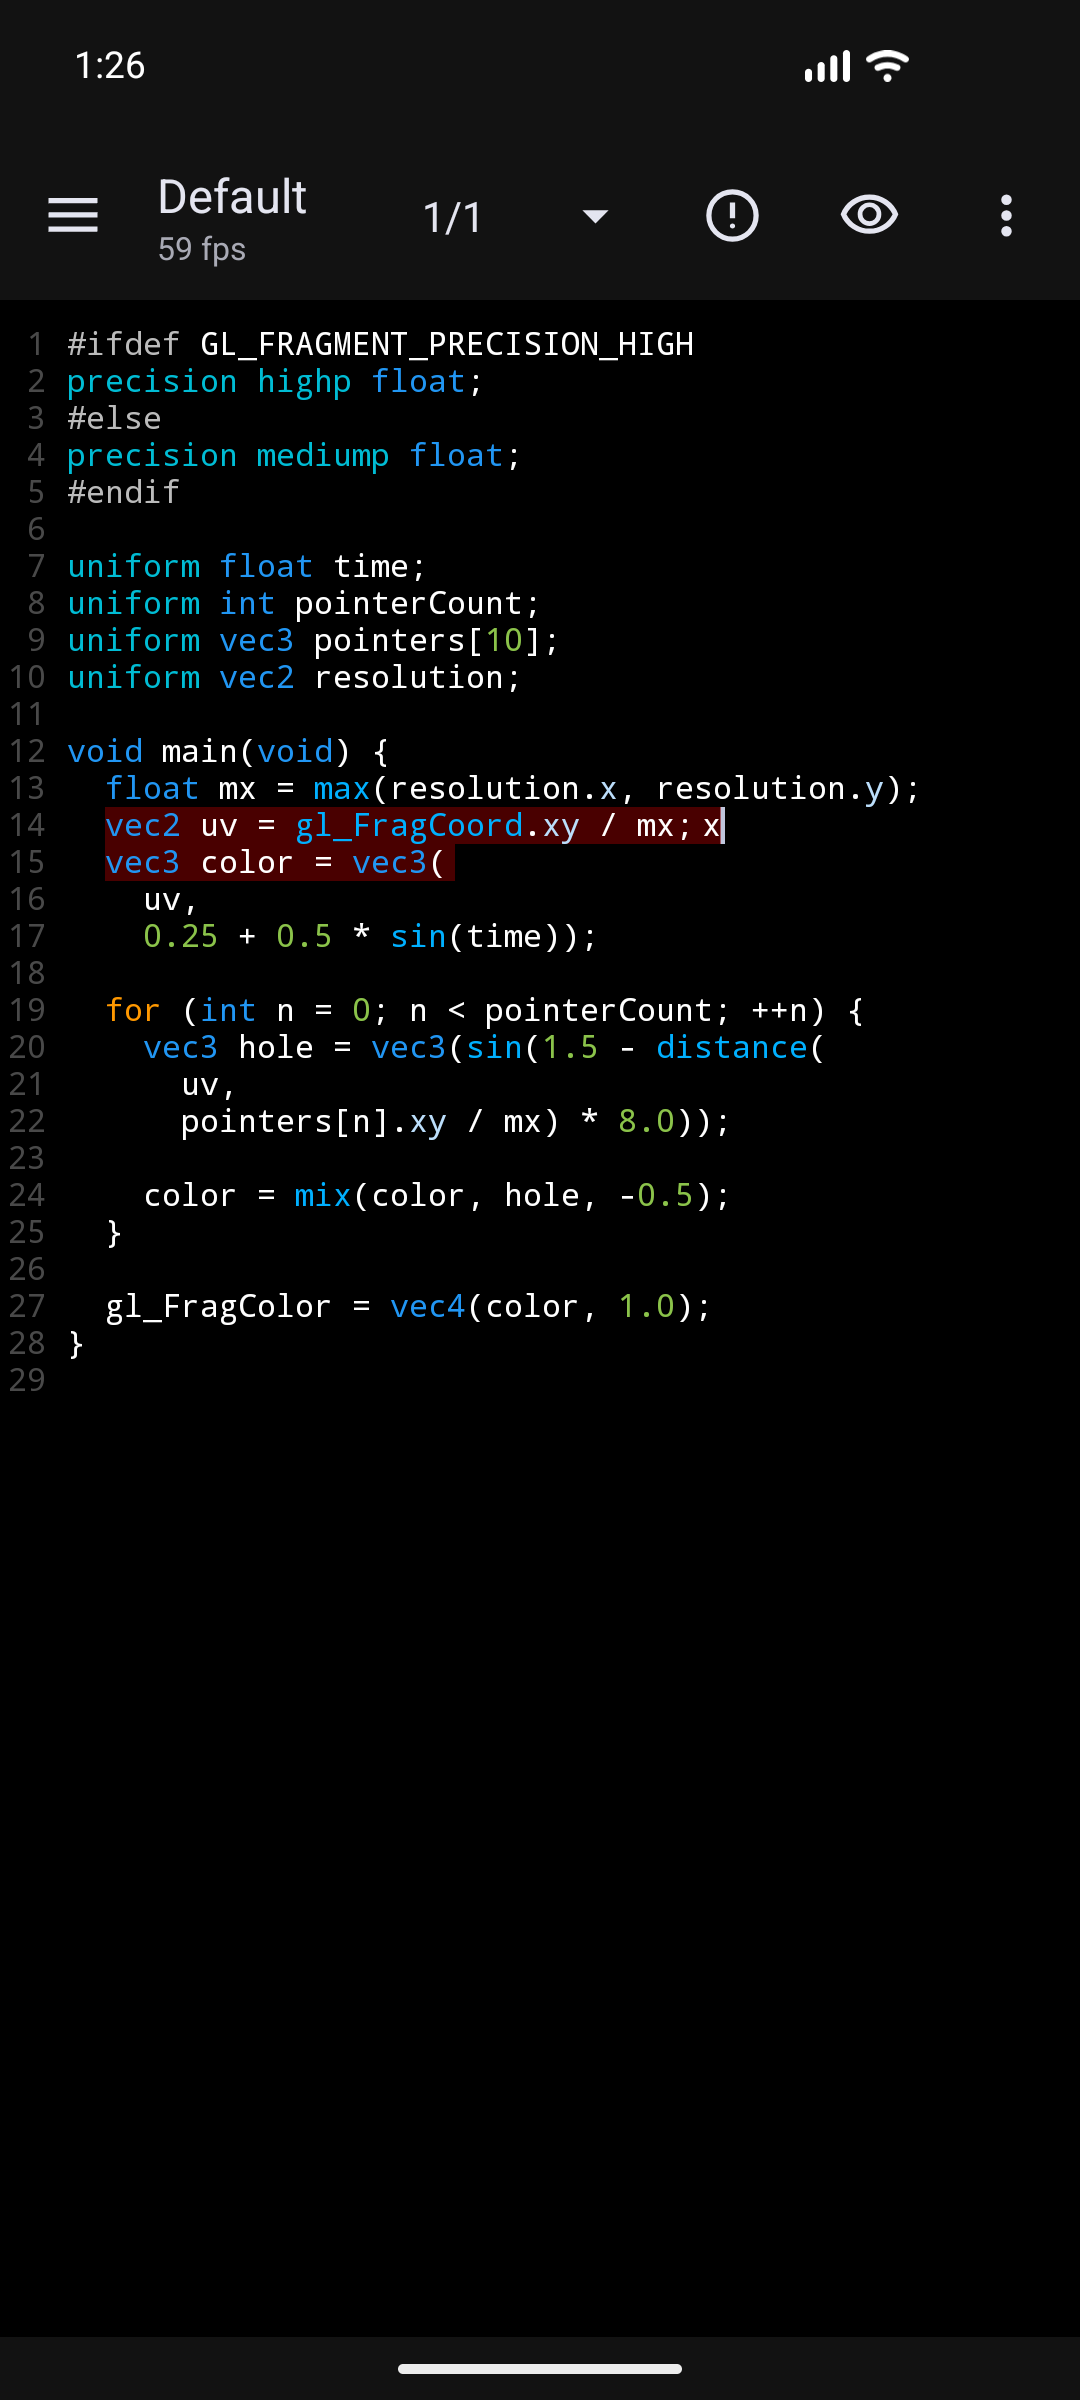 1:26
Default
59 fps
1/1
1 #ifdef GL_FRAGMENT_PRECISION_HIGH
2 precision highp float;
3 #else
4 precision mediump float;
5 #endif
6
7 uniform float time;
8 uniform int pointerCount;
9 uniform vec3 pointers[10];
10 uniform vec2 resolution;
11
12 void main(void) {
13   float mx = max(resolution.x, resolution.y);
14   vec2 uv = gl_FragCoord.xy / mx;x
15   vec3 color = vec3(
16     uv,
17     0.25 + 0.5 * sin(time));
18
19   for (int n = 0; n < pointerCount; ++n) {
20     vec3 hole = vec3(sin(1.5 - distance(
21       uv,
22       pointers[n].xy / mx) * 8.0));
23
24     color = mix(color, hole, -0.5);
25   }
26
27   gl_FragColor = vec4(color, 1.0);
28 }
29